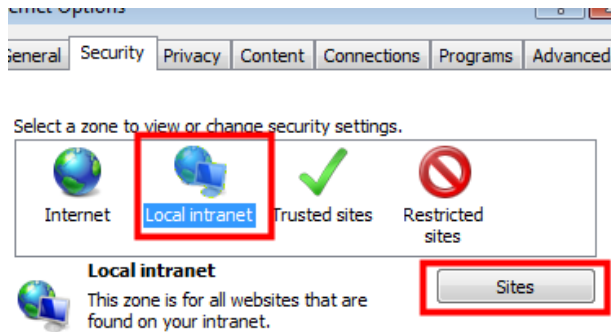 Options
General Security Privacy Content Connections Programs Advanced
Select a zone to view or change security settings.
Internet Local intranet Trusted sites Restricted
sites
Local intranet
This zone is for all websites that are
found on your intranet.
Sites